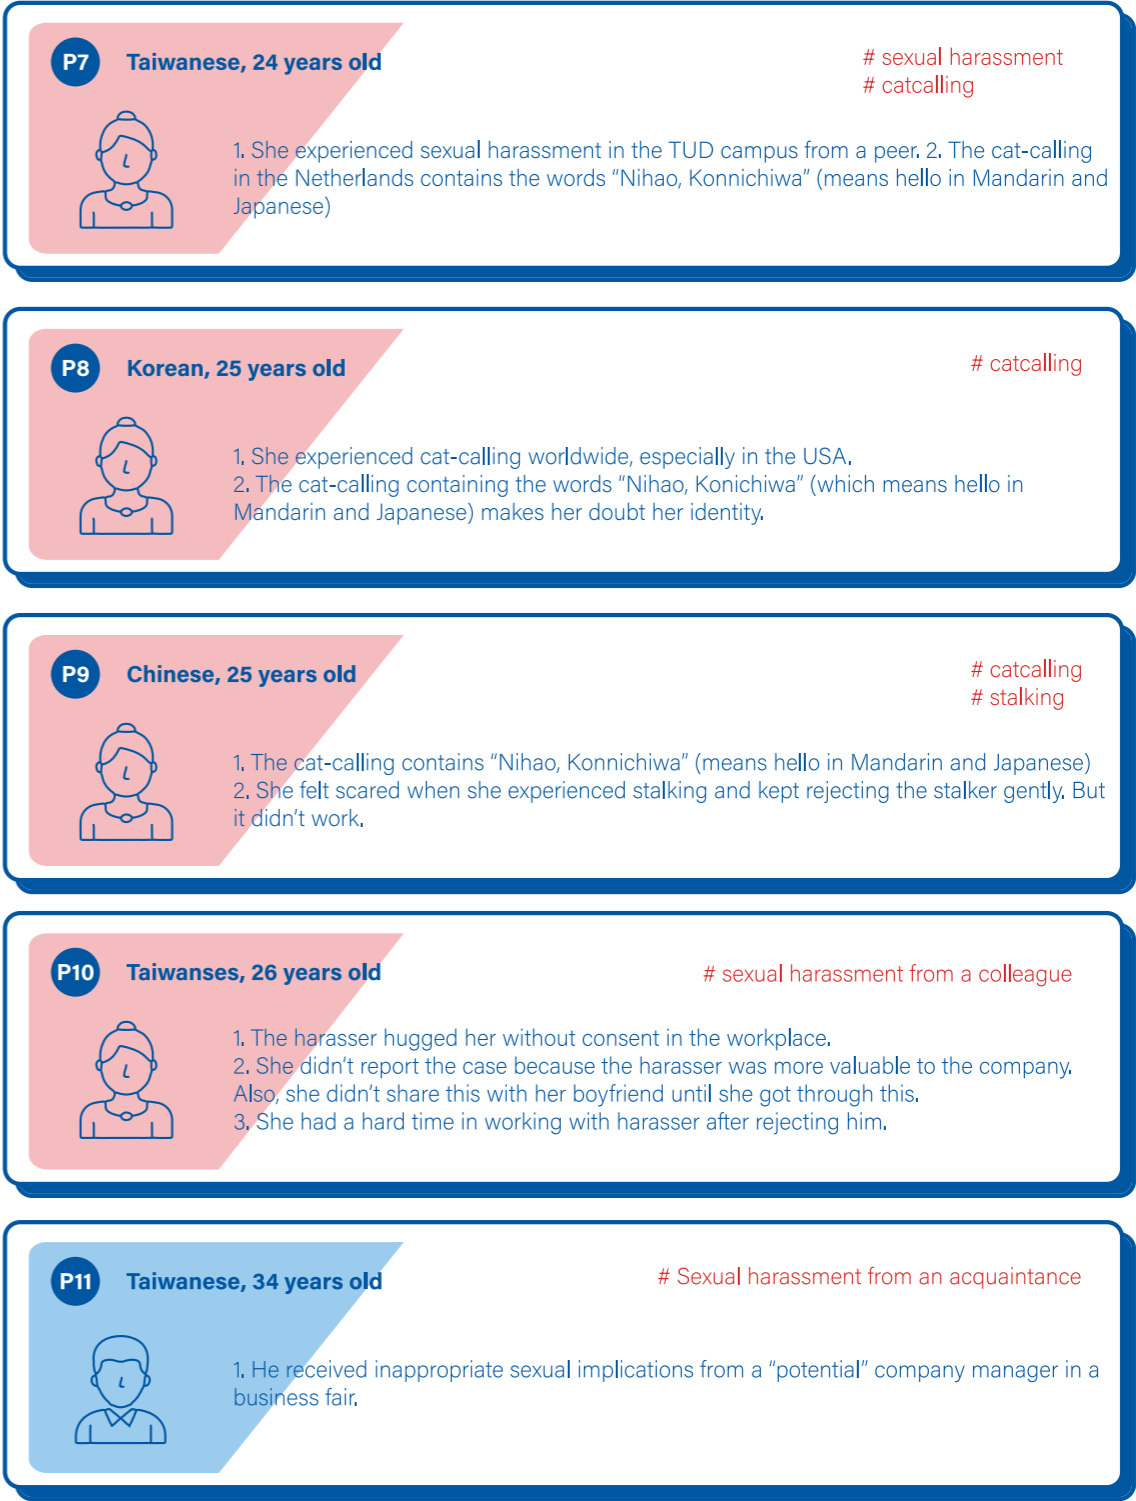 P7 Taiwanese, 24 years old
# sexual harassment
# catcalling
1. She experienced sexual harassment in the TUD campus from a peer. 2. The cat-calling
in the Netherlands contains the words “Nihao, Konnichiwa” (means hello in Mandarin and
Japanese)
P8 Korean, 25 years old
# catcalling
1. She experienced cat-calling worldwide, especially in the USA.
2. The cat-calling containing the words “Nihao, Konichiwa” (which means hello in
Mandarin and Japanese) makes her doubt her identity.
P9 Chinese, 25 years old
# catcalling
# stalking
1. The cat-calling contains “Nihao, Konnichiwa” (means hello in Mandarin and Japanese)
2. She felt scared when she experienced stalking and kept rejecting the stalker gently. But
it didn’t work.
P10 Taiwanses, 26 years old
# sexual harassment from a colleague
1. The harasser hugged her without consent in the workplace.
2. She didn’t report the case because the harasser was more valuable to the company.
Also, she didn’t share this with her boyfriend until she got through this.
3. She had a hard time in working with harasser after rejecting him.
P11 Taiwanese, 34 years old
# Sexual harassment from an acquaintance
1. He received inappropriate sexual implications from a “potential” company manager in a
business fair.